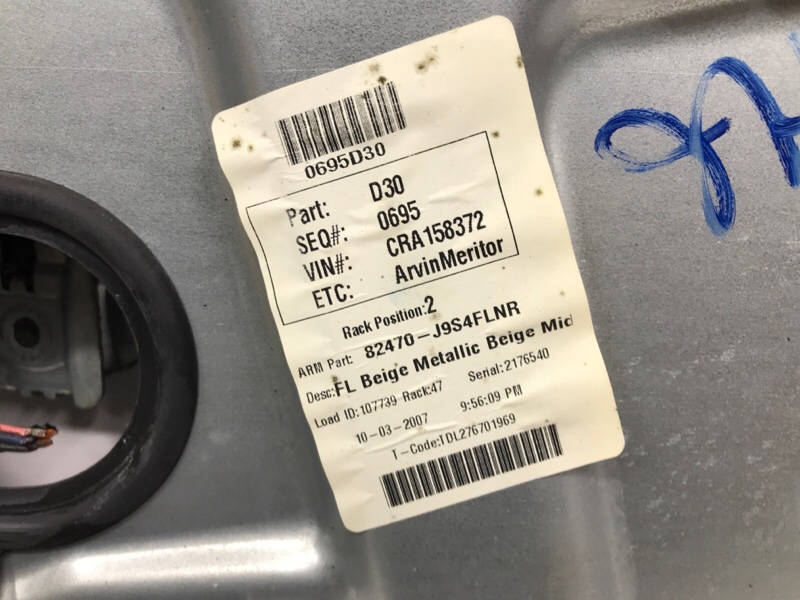 0695D30
Part: D30
SEQ#: 0695
VIN#: CRA158372
ETC: ArvinMeritor
Rack Position:2
ARM Part: 82470-J9S4FLNR
Desc:FL Beige Metallic Beige Mid
Load ID:107739 Rack:47 Serial:2176540
10-03-2007 9:56:09 PM
T-Code:TDL276701969